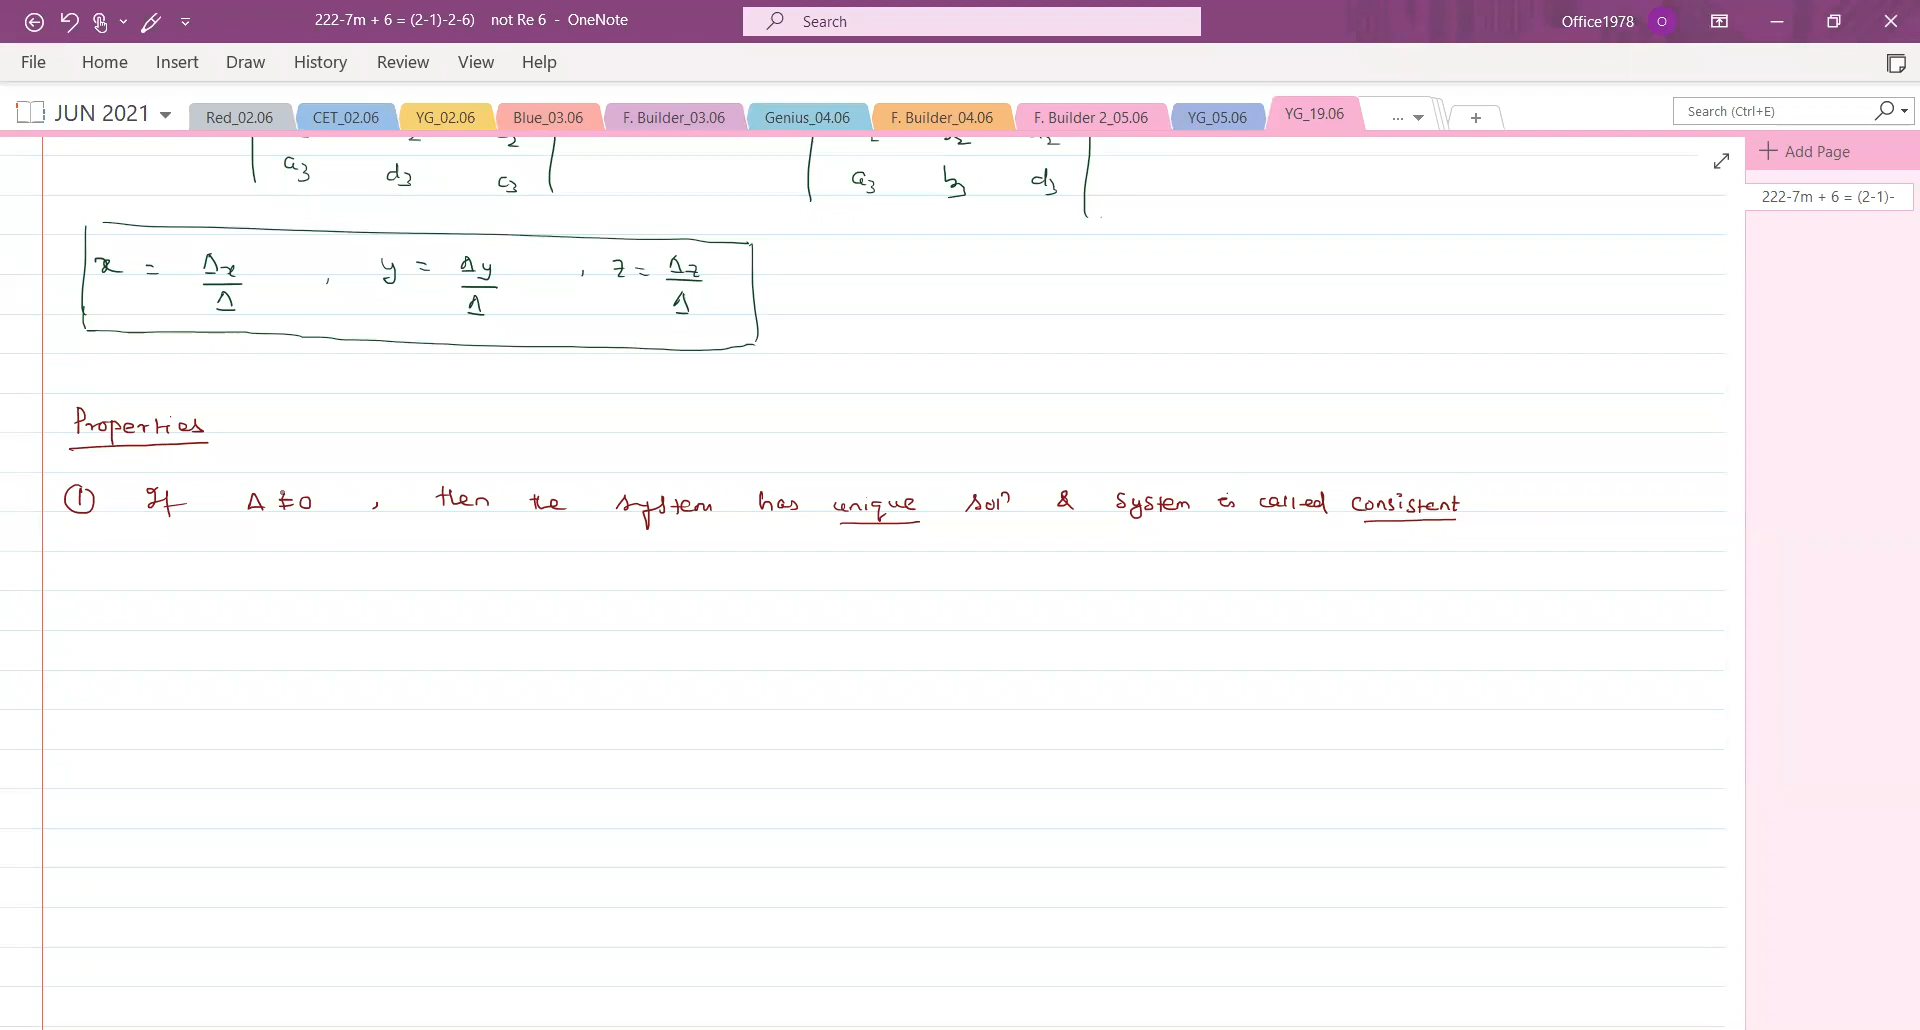 222-7m + 6 = (2-1)-2-6) not Re 6 - OneNote
Search
Office1978
O
File Home Insert Draw History Review View Help
JUN 2021
Red_02.06 CET_02.06 YG_02.06 Blue_03.06 F. Builder_03.06 Genius_04.06 F. Builder_04.06 F. Builder 2_05.06 YG_05.06 YG_19.06 ... +
Search (Ctrl+E)
Add Page
222-7m + 6 = (2-1)-
a3 d3 c3 a3 b3 d3
x = Δx/Δ , y = Δy/Δ , z = Δz/Δ
Properties
① If Δ ≠ 0 , then the system has unique solⁿ & system is called consistent